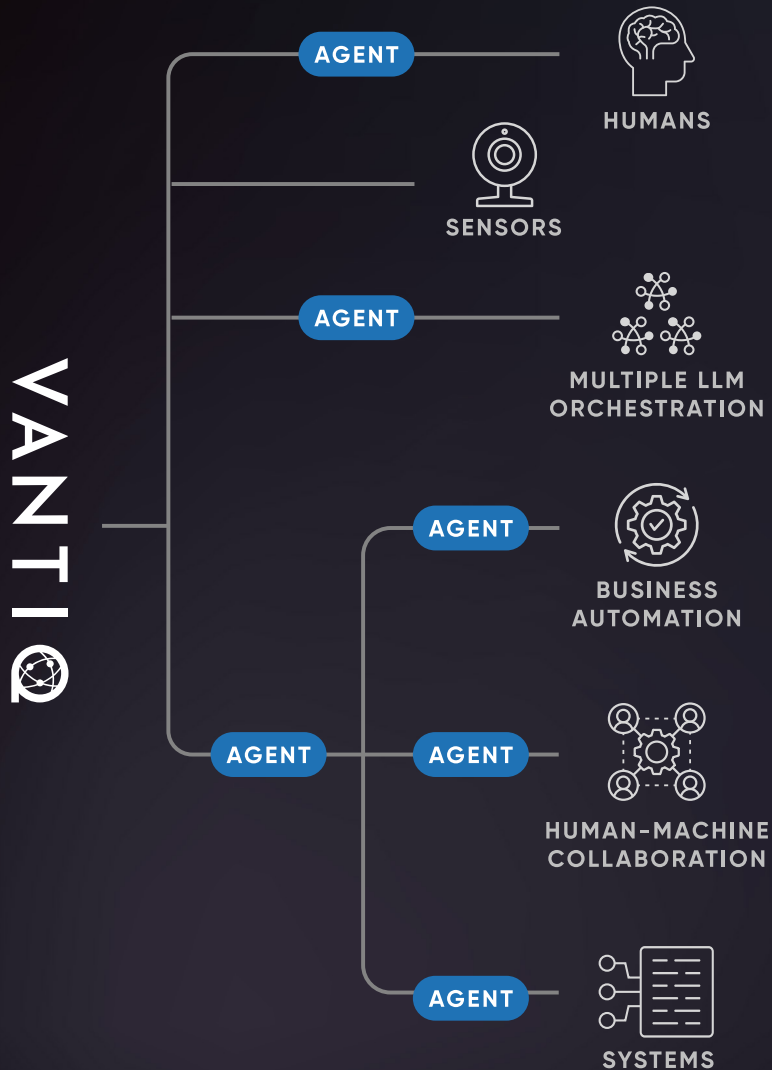 AGENT
HUMANS
SENSORS
AGENT
MULTIPLE LLM
ORCHESTRATION
VANTIQ
AGENT
BUSINESS
AUTOMATION
AGENT
AGENT
HUMAN-MACHINE
COLLABORATION
AGENT
SYSTEMS